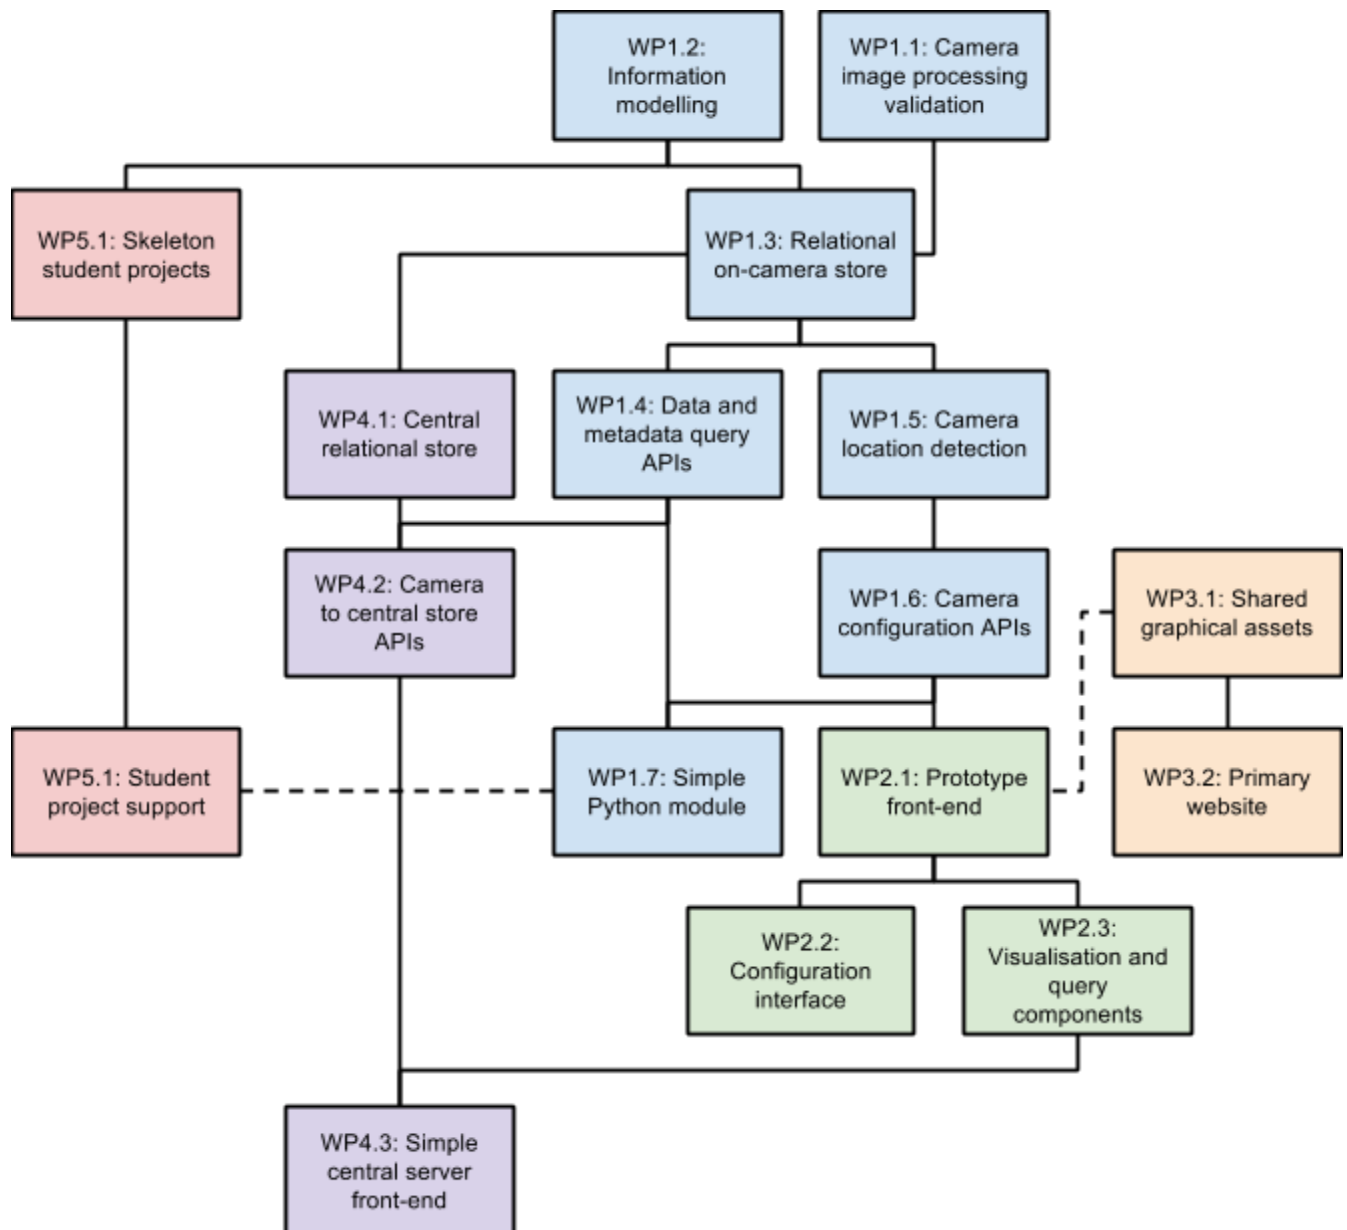 WP1.2:
Information
modelling
WP1.1: Camera
image processing
validation
WP5.1: Skeleton
student projects
WP1.3: Relational
on-camera store
WP4.1: Central
relational store
WP1.4: Data and
metadata query
APIs
WP1.5: Camera
location detection
WP4.2: Camera
to central store
APIs
WP1.6: Camera
configuration APIs
WP3.1: Shared
graphical assets
WP5.1: Student
project support
WP1.7: Simple
Python module
WP2.1: Prototype
front-end
WP3.2: Primary
website
WP2.2:
Configuration
interface
WP2.3:
Visualisation and
query
components
WP4.3: Simple
central server
front-end